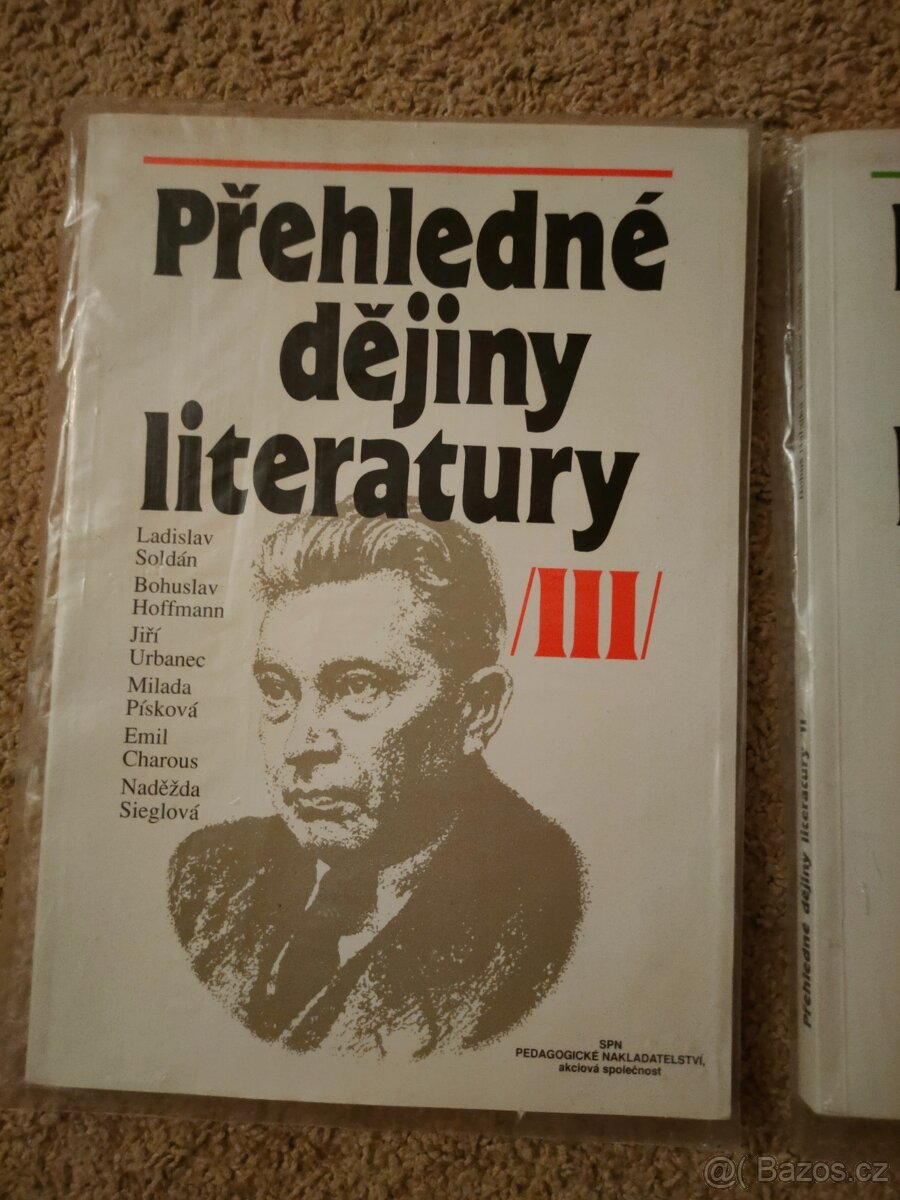 Přehledné
dějiny
literatury
/III/
Ladislav
Soldán
Bohuslav
Hoffmann
Jiří
Urbanec
Milada
Písková
Emil
Charous
Naděžda
Sieglová
SPN
PEDAGOGICKÉ NAKLADATELSTVÍ,
akciová společnost
Přehledné dějiny literatury II
@( Bazos.cz